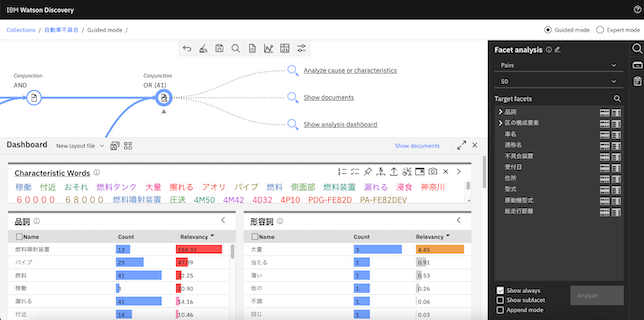 IBM Watson Discovery
Collections / 自動車不具合 / Guided mode /
Guided mode
Expert mode
Conjunction
AND
Conjunction
OR (41)
Analyze cause or characteristics
Show documents
Show analysis dashboard
Facet analysis
Pairs
50
Target facets
品詞
区の構成要素
車名
通称名
不具合装置
受付日
住所
型式
原動機型式
総走行距離
Show always
Show subfacet
Append mode
Analyze
Dashboard
New layout file
Show documents
Characteristic Words
稼働 付近 おそれ 燃料タンク 大量 擦れる アオリ パイプ 燃料 側面部 燃料装置 漏れる 浸食 神奈川
６００００ ６８０００ 燃料噴射装置 圧送 4M50 4M42 4D32 4P10 PDG-FE82D PA-FE82DEV
品詞
Name Count Relevancy
燃料噴射装置 13 184.32
パイプ 25 47.69
燃料 41 32.25
稼働 3 20.90
漏れる 41 14.16
付近 14 10.46
形容詞
Name Count Relevancy
大量 3 4.45
当たる 1 0.91
薄い 1 0.53
他の 1 0.26
不調 1 0.06
同じ 1 0.03